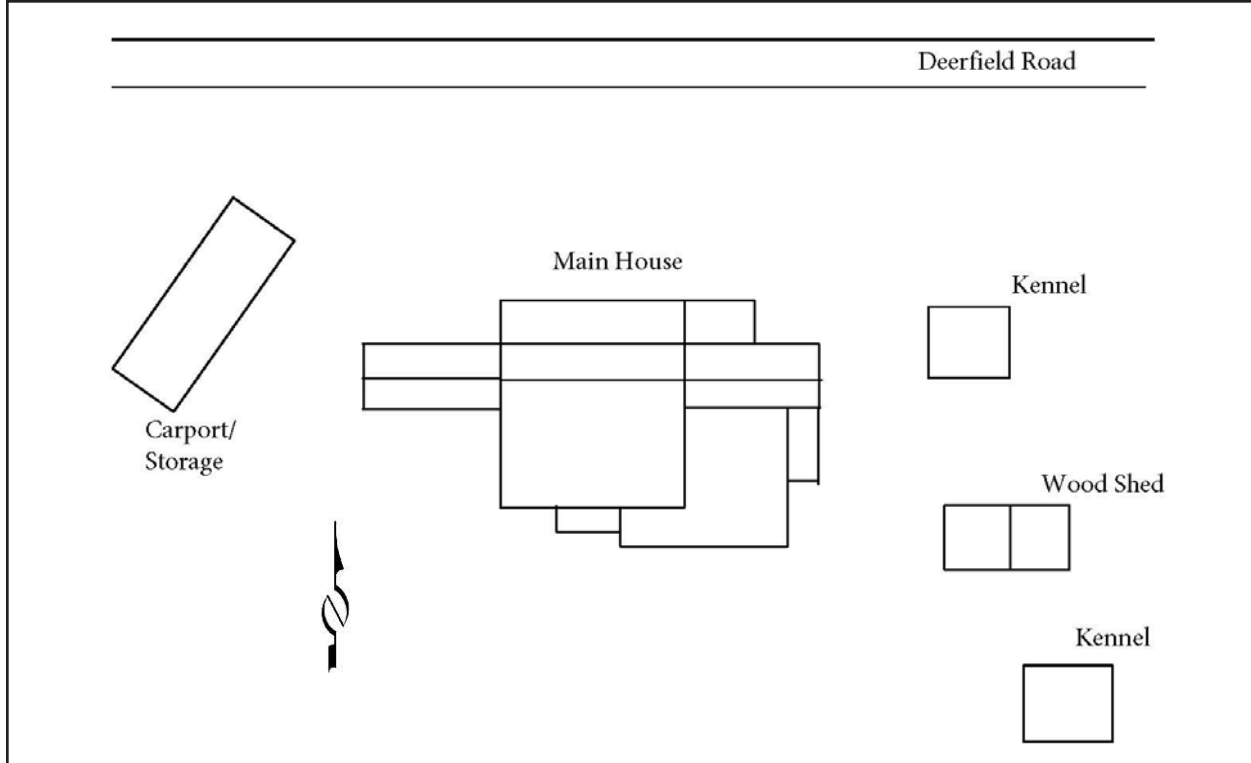 Deerfield Road
Main House
Kennel
Carport/
Storage
Wood Shed
Kennel